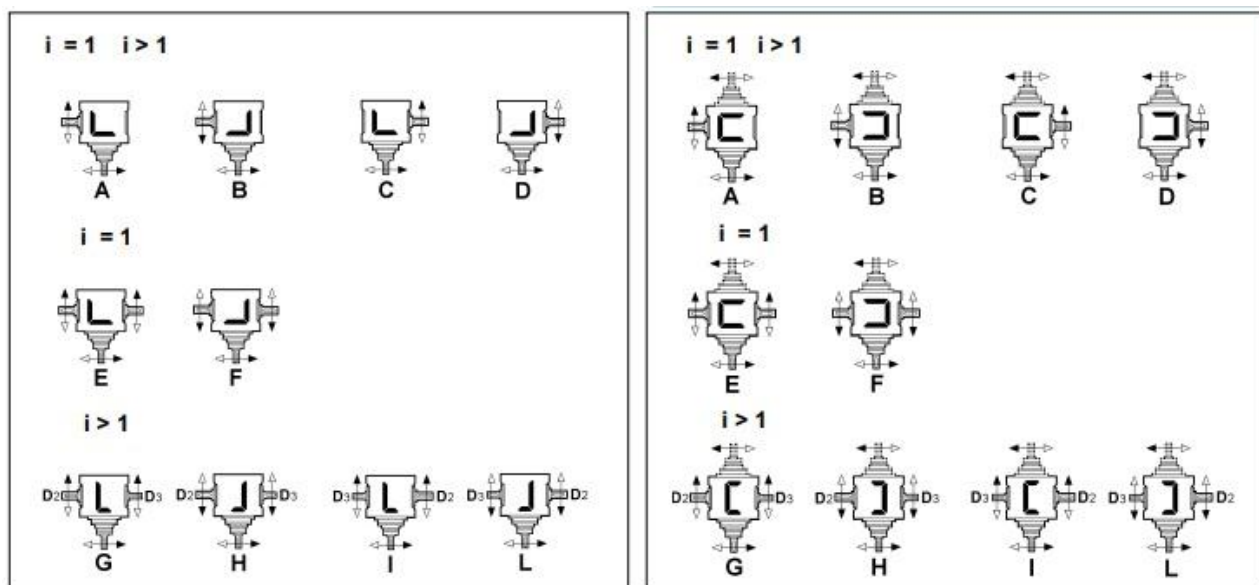 i = 1 i > 1
A B C D
i = 1
E F
i > 1
D2 D3 D2 D3 D3 D2 D3 D2
G H I L
i = 1 i > 1
A B C D
i = 1
E F
i > 1
D2 D3 D2 D3 D3 D2 D3 D2
G H I L